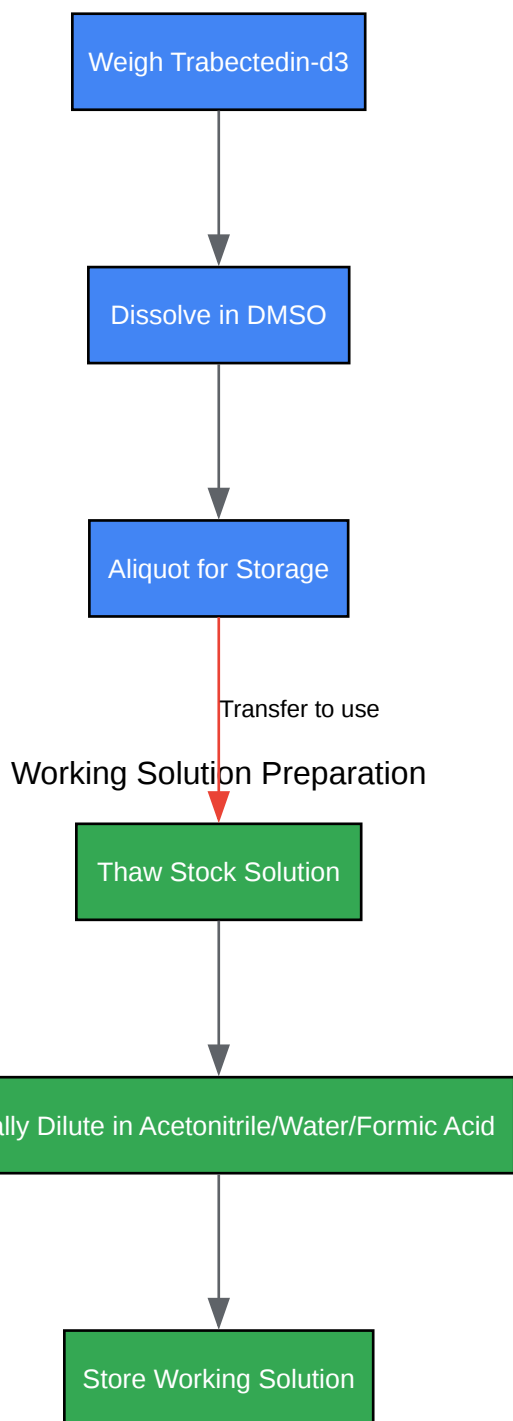 Weigh Trabectedin-d3
Dissolve in DMSO
Aliquot for Storage
Transfer to use
Working Solution Preparation
Thaw Stock Solution
Dilute in Acetonitrile/Water/Formic Acid
Store Working Solution